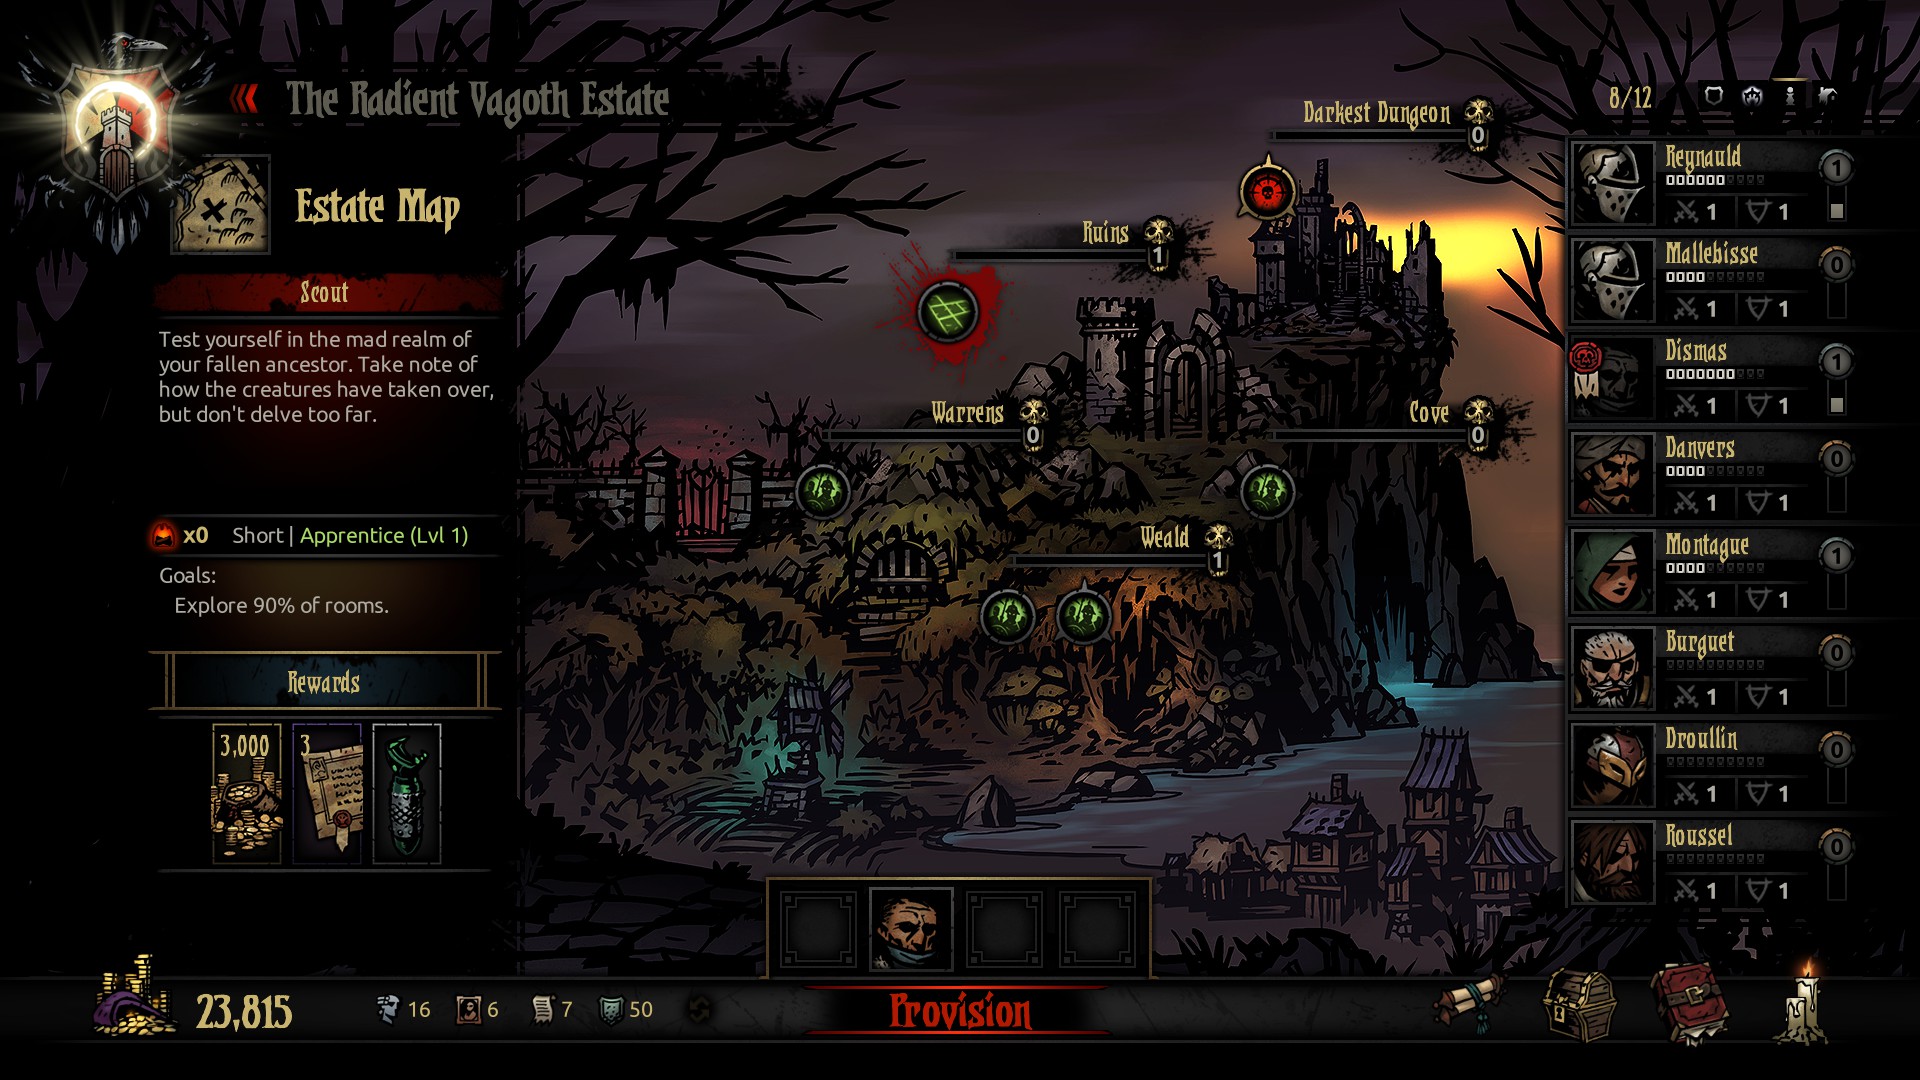 The Radient Vagoth Estate
Estate Map
Scout
Test yourself in the mad realm of
your fallen ancestor. Take note of
how the creatures have taken over,
but don't delve too far.
x0 Short | Apprentice (Lvl 1)
Goals:
Explore 90% of rooms.
Rewards
3,000 3
Darkest Dungeon
0
Ruins
1
Warrens
0
Cove
0
Weald
1
8/12
Reynauld
1
1 1
Mallebisse
0
1 1
Dismas
1
1 1
Danvers
0
1 1
Montague
1
1 1
Burguet
0
1 1
Droullin
0
1 1
Roussel
0
1 1
23,815 16 6 7 50
Provision